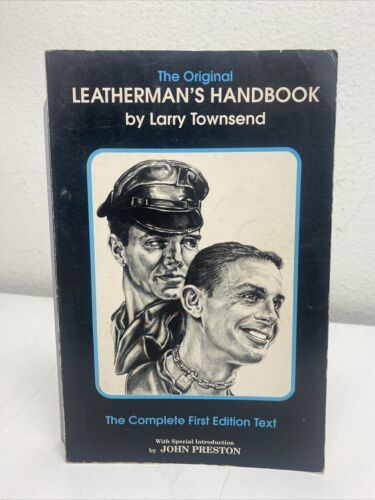 The Original
LEATHERMAN'S HANDBOOK
by Larry Townsend
The Complete First Edition Text
With Special Introduction
by JOHN PRESTON